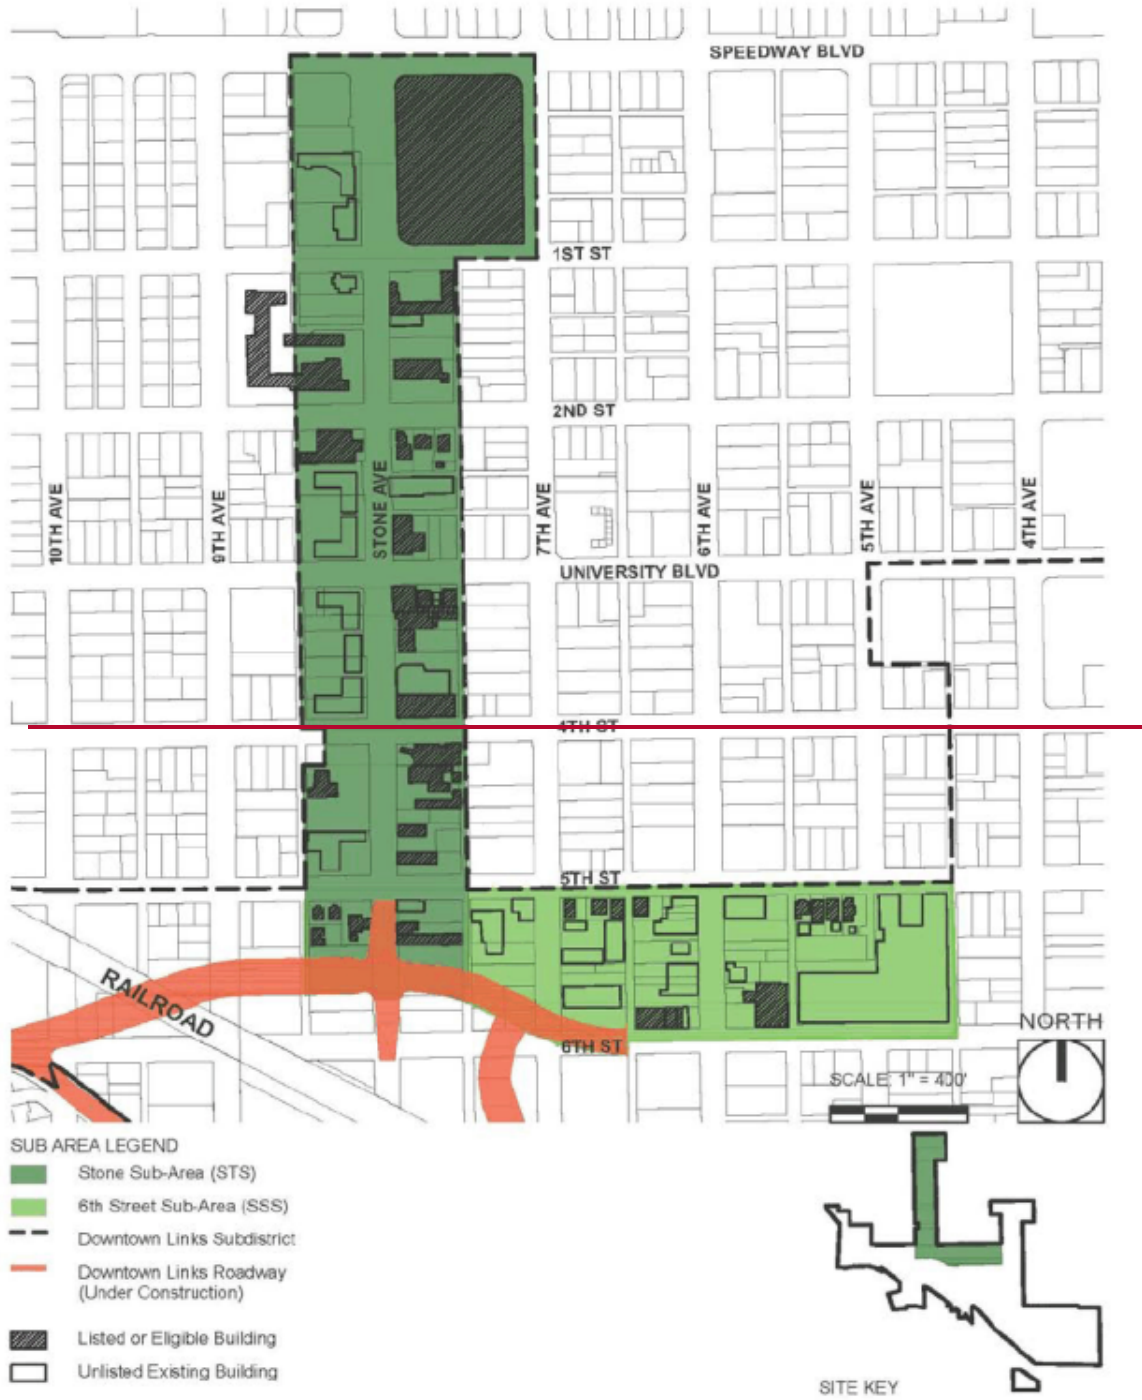 SPEEDWAY BLVD
1ST ST
2ND ST
10TH AVE
9TH AVE
STONE AVE
7TH AVE
6TH AVE
5TH AVE
4TH AVE
UNIVERSITY BLVD
4TH ST
5TH ST
RAILROAD
6TH ST
NORTH
SCALE: 1" = 400'
SUB AREA LEGEND
Stone Sub-Area (STS)
6th Street Sub-Area (SSS)
Downtown Links Subdistrict
Downtown Links Roadway
(Under Construction)
Listed or Eligible Building
Unlisted Existing Building
SITE KEY